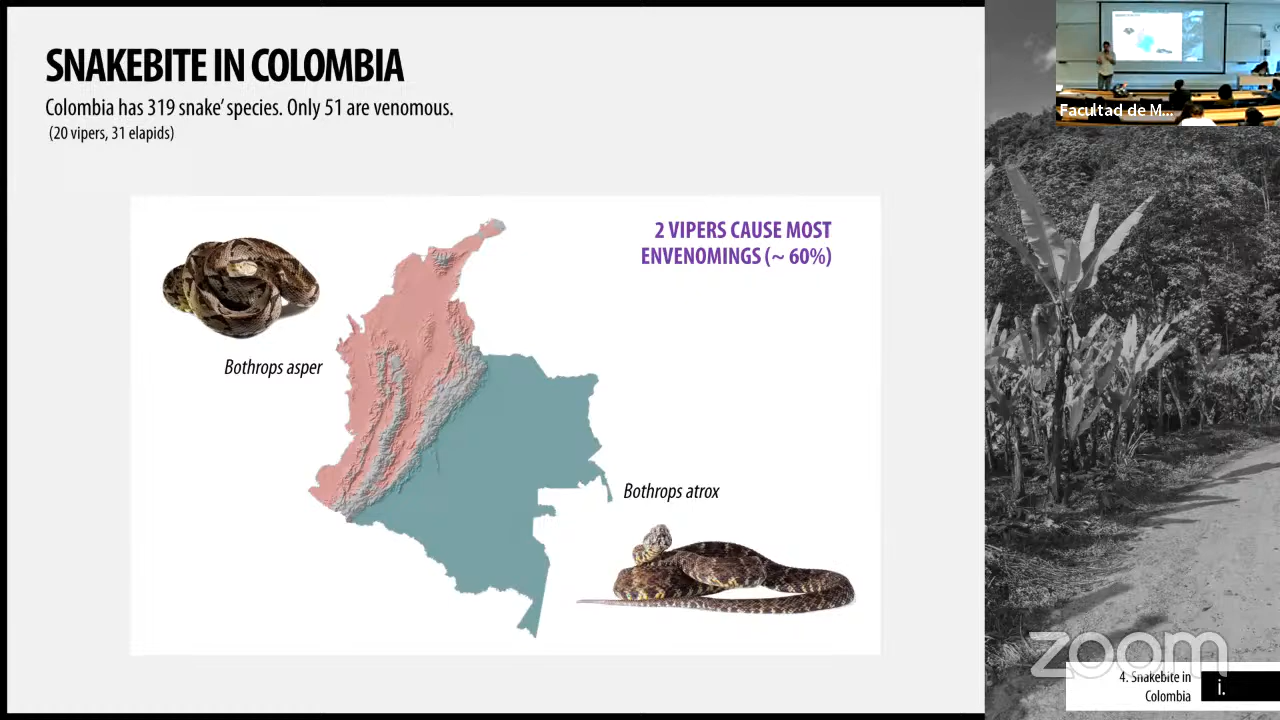 SNAKEBITE IN COLOMBIA
Colombia has 319 snake' species. Only 51 are venomous.
(20 vipers, 31 elapids)
2 VIPERS CAUSE MOST
ENVENOMINGS (~ 60%)
Bothrops asper
Bothrops atrox
Facultad de M...
zoom
4. Snakebite in
Colombia
i.